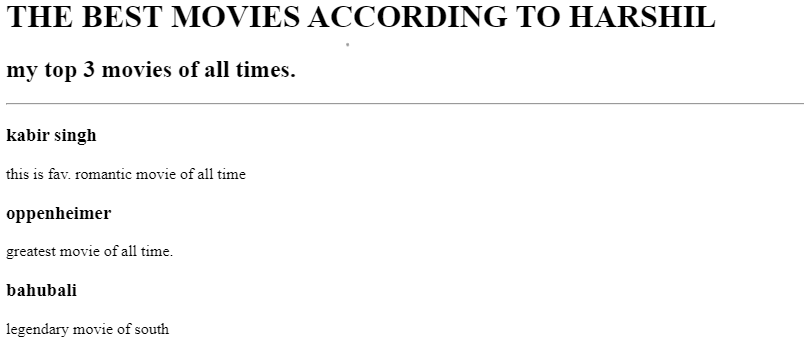 THE BEST MOVIES ACCORDING TO HARSHIL
my top 3 movies of all times.
kabir singh
this is fav. romantic movie of all time
oppenheimer
greatest movie of all time.
bahubali
legendary movie of south